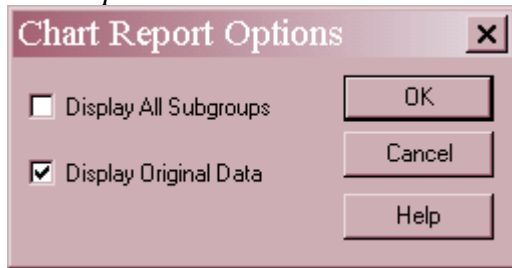 Chart Report Options
Display All Subgroups
OK
Display Original Data
Cancel
Help